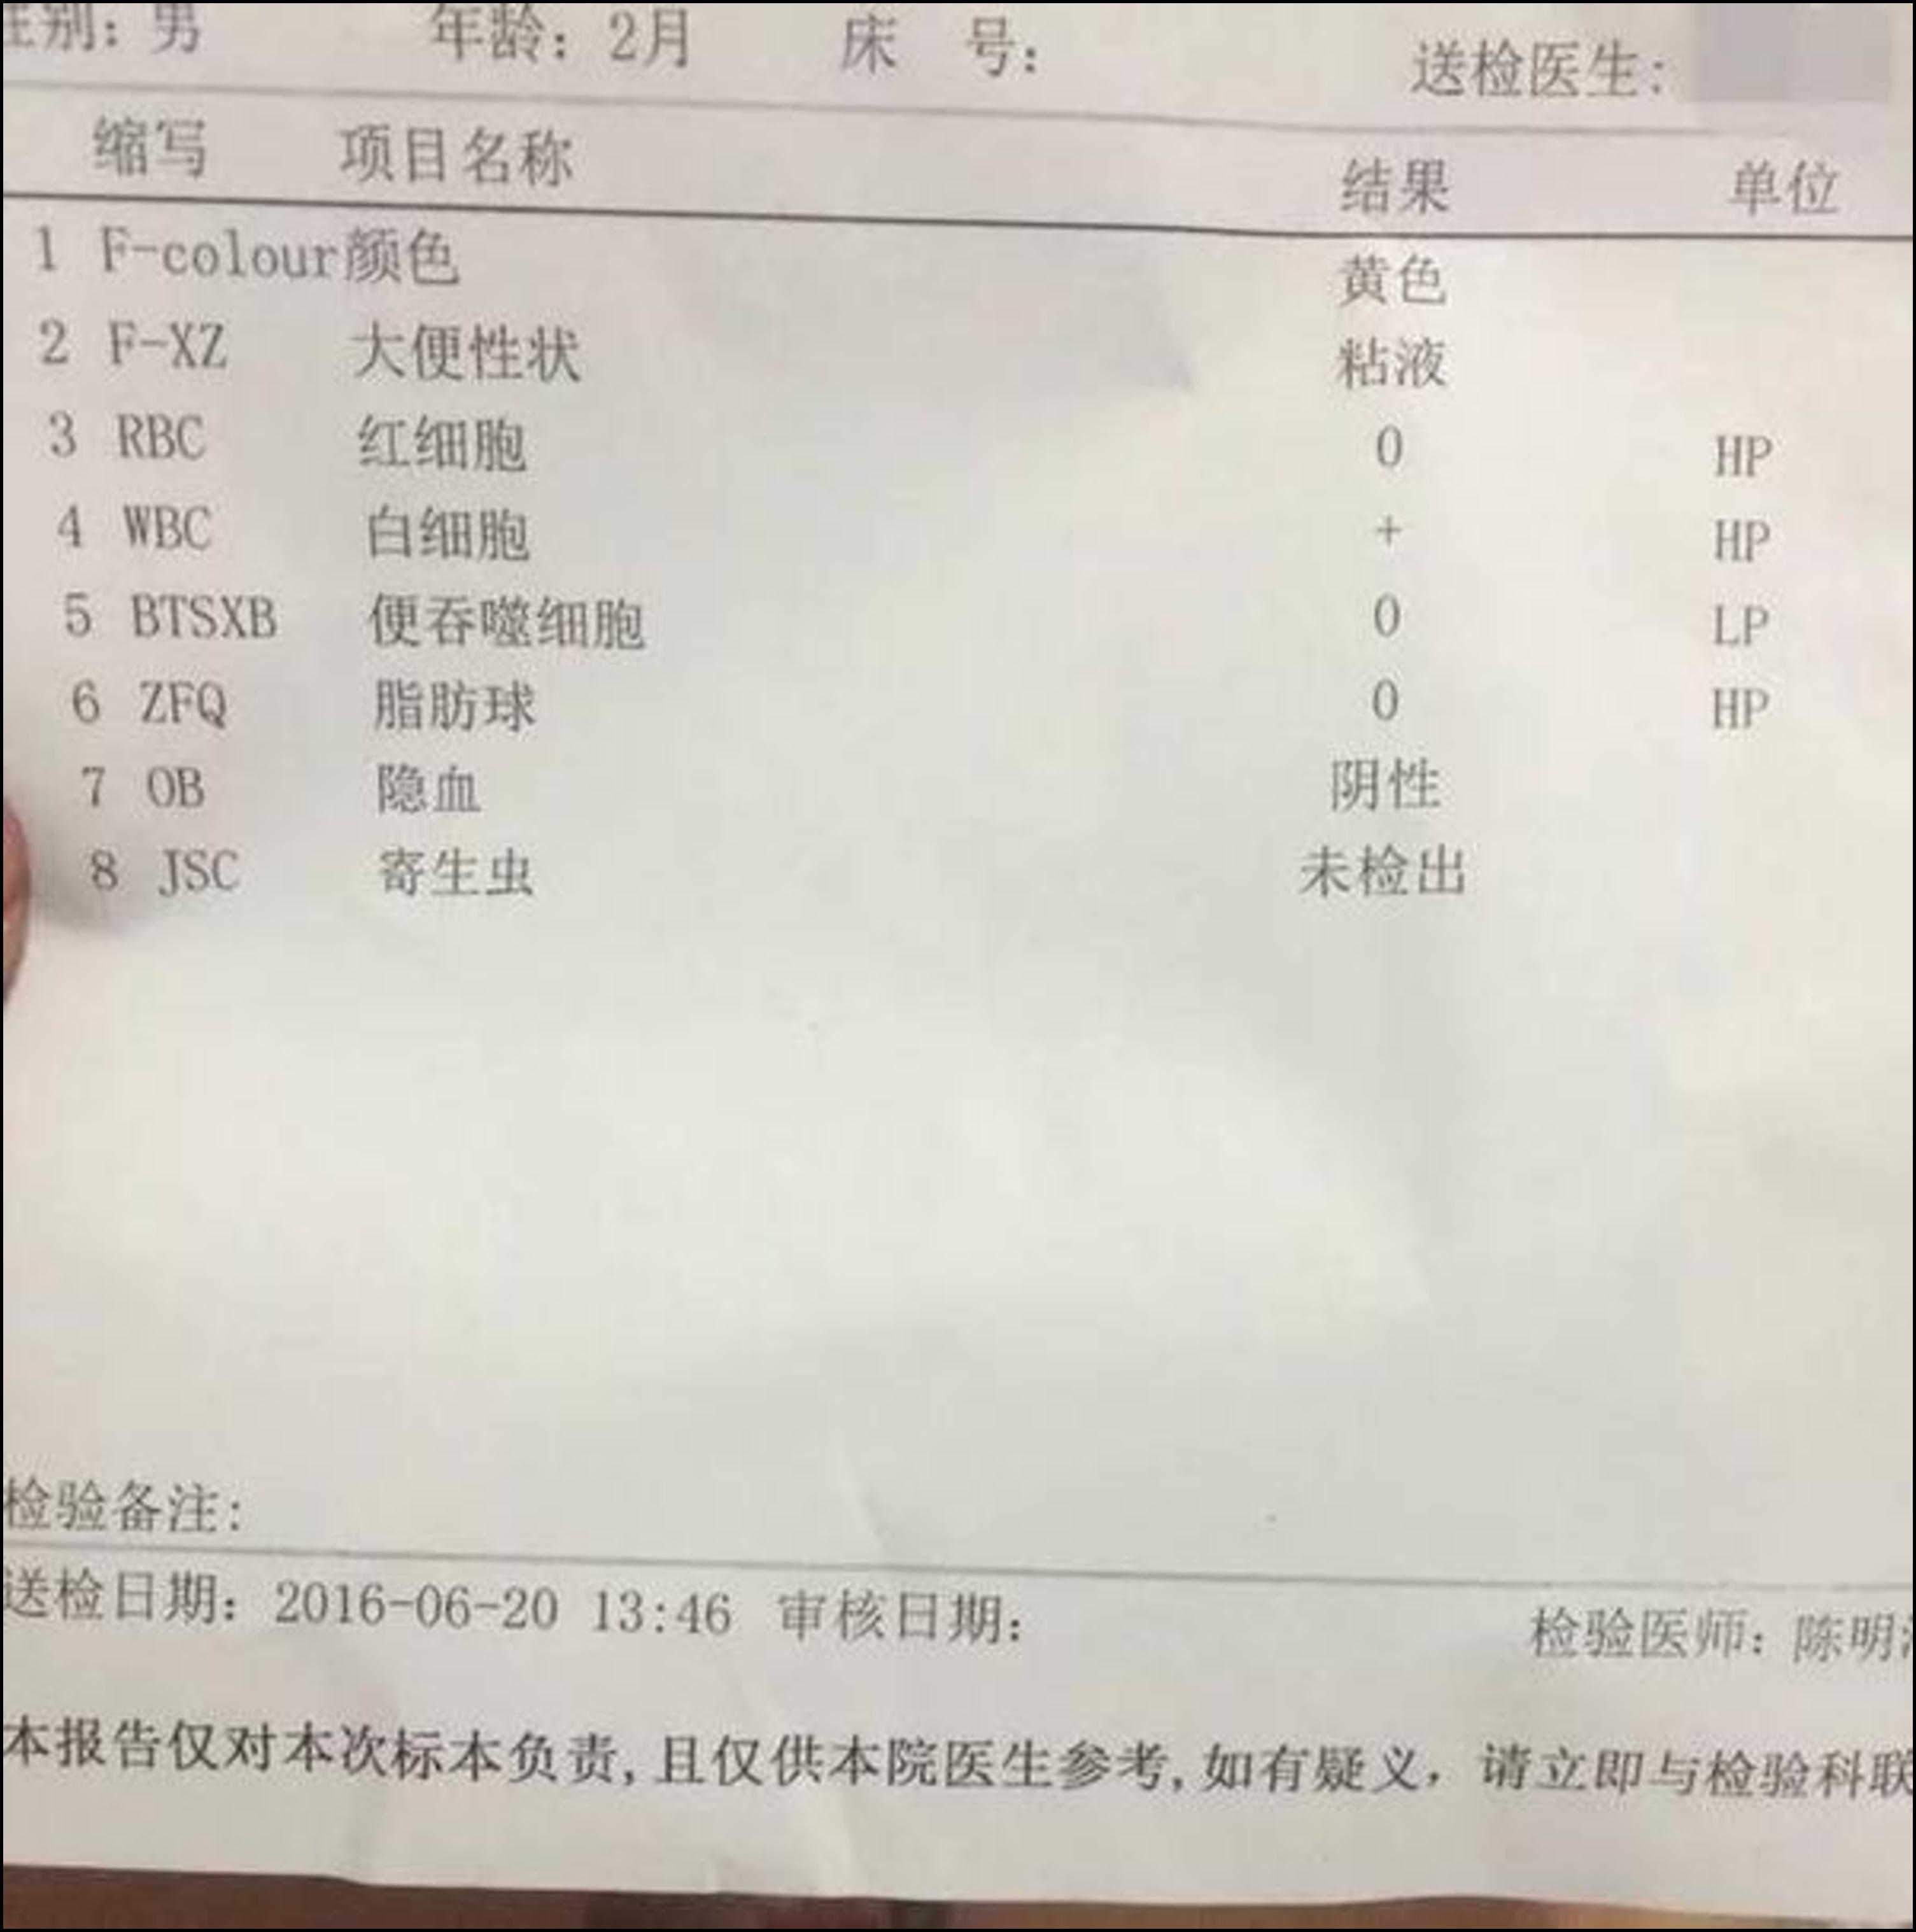 性别: 男 年龄: 2月 床 号: 送检医生:
缩写 项目名称 结果 单位
1 F-colour 颜色 黄色
2 F-XZ 大便性状 粘液
3 RBC 红细胞 0 HP
4 WBC 白细胞 + HP
5 BTSXB 便吞噬细胞 0 LP
6 ZFQ 脂肪球 0 HP
7 OB 隐血 阴性
8 JSC 寄生虫 未检出
检验备注:
送检日期: 2016-06-20 13:46 审核日期: 检验医师: 陈明
本报告仅对本次标本负责,且仅供本院医生参考,如有疑义，请立即与检验科联